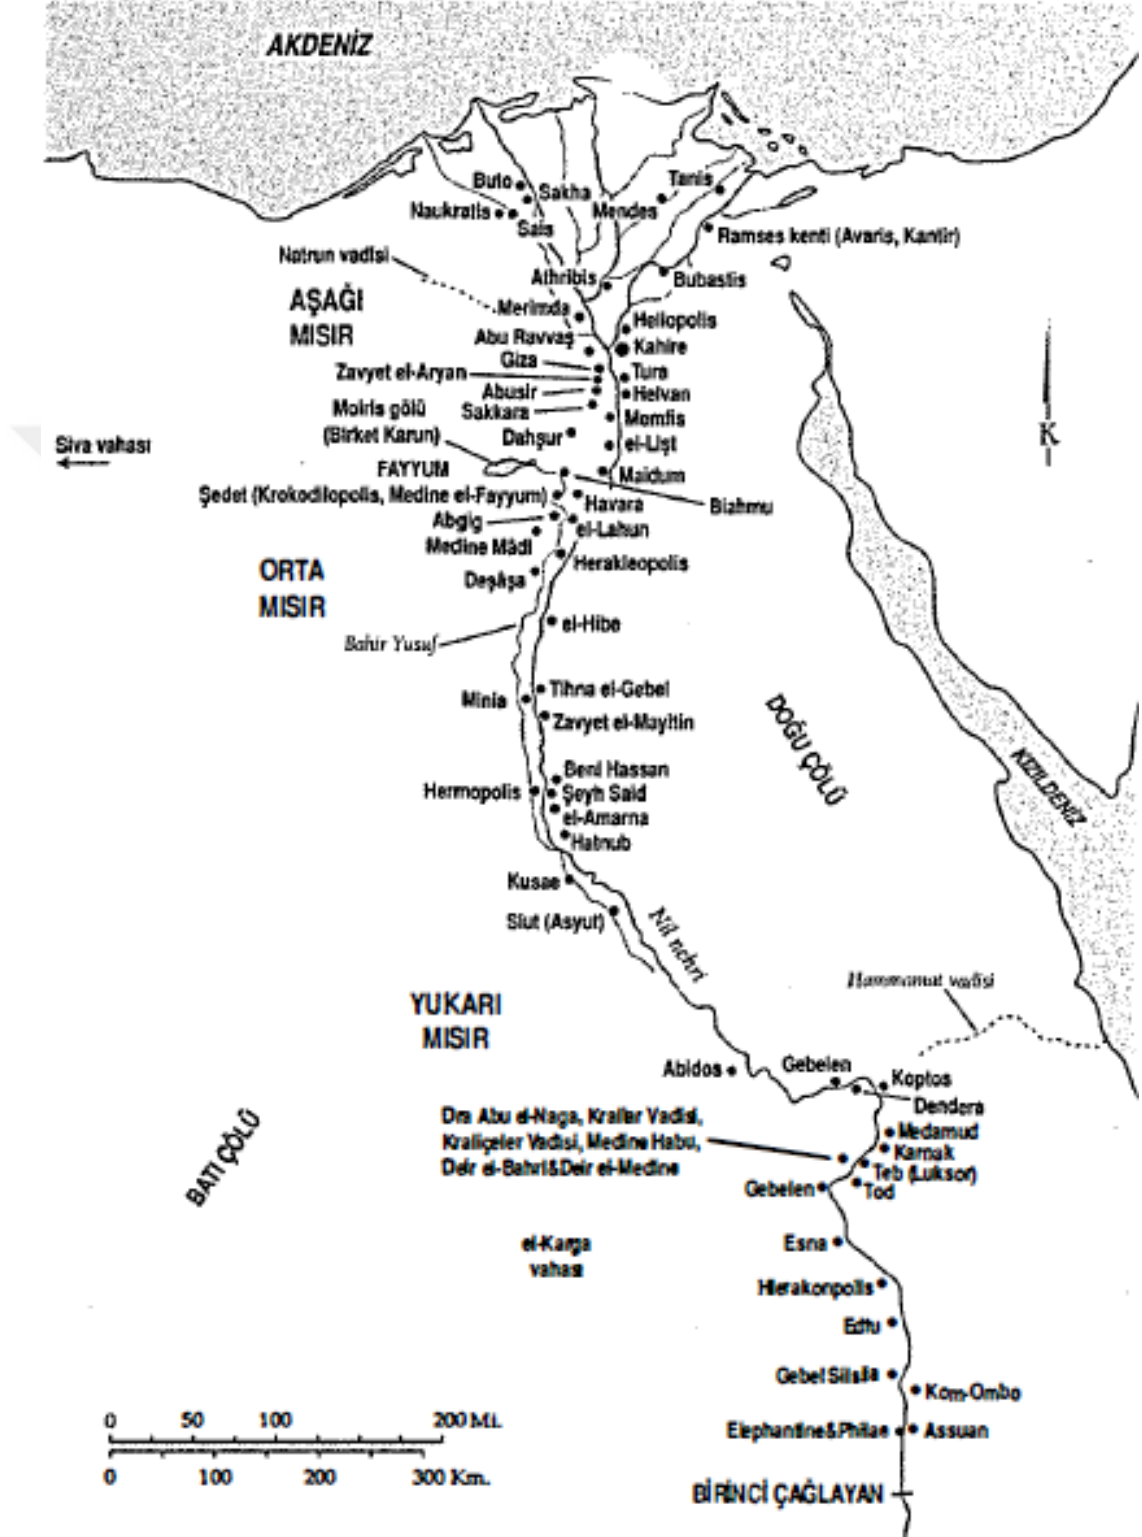 AKDENİZ
Buto
Sakha
Tanis
Naukratis
Mendes
Sais
Ramses kenti (Avaris, Kantir)
Natrun vadisi
Athribis
Bubastis
AŞAĞI
MISIR
Merimda
Heliopolis
Abu Ravvaş
Kahire
Giza
Zavyet el-Aryan
Tura
Abusir
Helvan
Moiris gölü
(Birket Karun)
Sakkara
Memfis
Siva vahası
Dahşur
el-Lişt
FAYYUM
Maidum
Şedet (Krokodilopolis, Medine el-Fayyum)
Havara
Biahmu
Abgig
el-Lahun
Medine Mâdi
Herakleopolis
ORTA
MISIR
Deşâşa
el-Hibe
Bahir Yusuf
Tihna el-Gebel
Minia
Zavyet el-Mayitin
DOĞU ÇÖLÜ
KIZILDENİZ
Beni Hassan
Hermopolis
Şeyh Said
el-Amarna
Hatnub
Kusae
Siut (Asyut)
Nil nehri
Hammamat vadisi
YUKARI
MISIR
Abidos
Gebelen
Koptos
Dendera
Dra Abu el-Naga, Krallar Vadisi,
Kraliçeler Vadisi, Medine Habu,
Deir el-Bahri&Deir el-Medine
Medamud
Karnak
Teb (Luksor)
BATI ÇÖLÜ
Gebelen
Tod
el-Karga
vahası
Esna
Hierakonpolis
Edfu
Gebel Silsila
Kom-Ombo
0 50 100 200 Mi.
Elephantine&Philae
Assuan
0 100 200 300 Km.
BİRİNCİ ÇAĞLAYAN
K